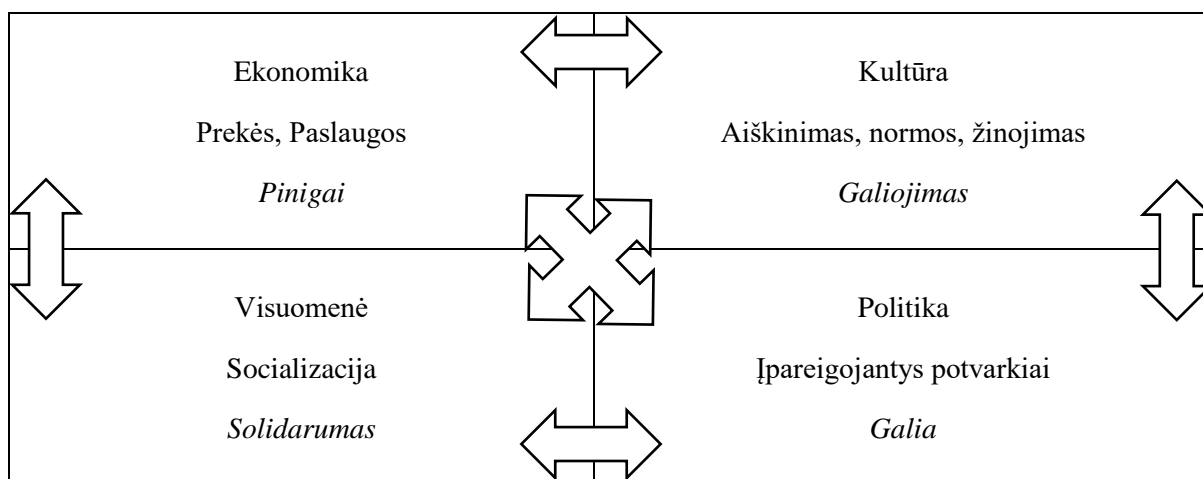 Ekonomika
Prekės, Paslaugos
Pinigai
Kultūra
Aiškinimas, normos, žinojimas
Galiojimas
Visuomenė
Socializacija
Solidarumas
Politika
Įpareigojantys potvarkiai
Galia